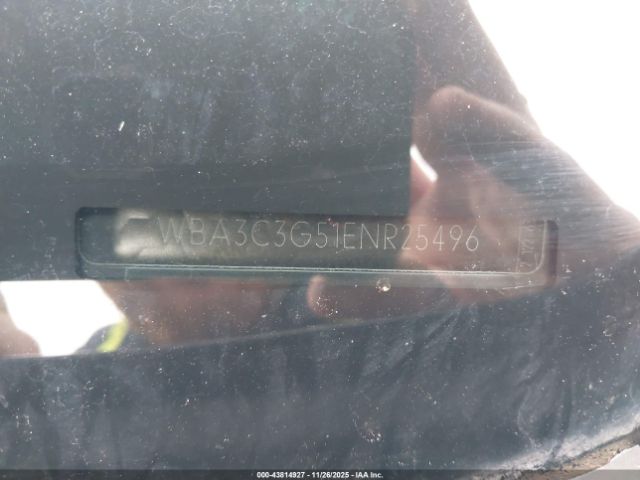 WBA3C3G51ENR25496
000-43814927 - 11/26/2025 - IAA Inc.